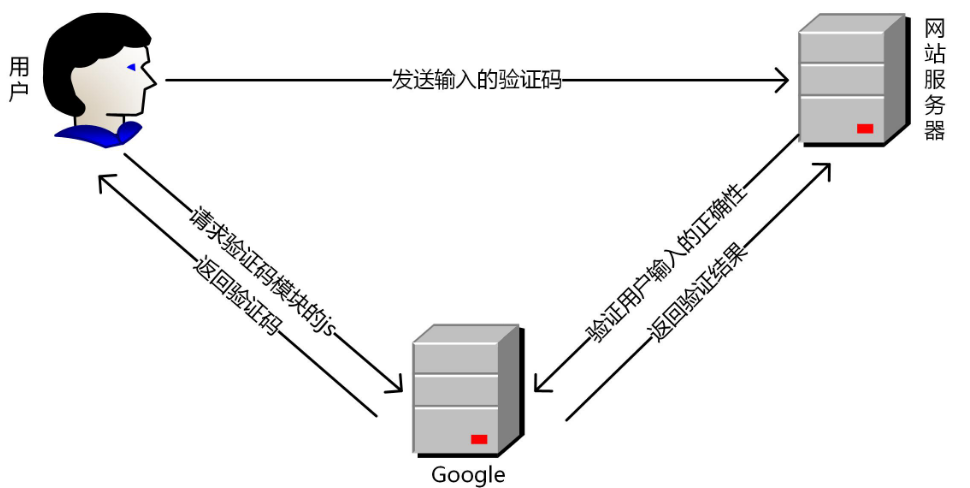 用户
发送输入的验证码
网站服务器
请求验证码模块的js
返回验证码
验证用户输入的正确性
返回验证结果
Google